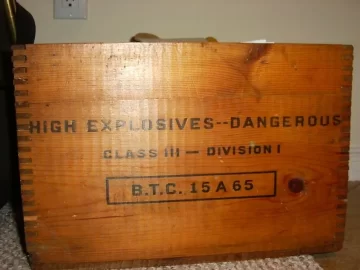 HIGH EXPLOSIVES--DANGEROUS
CLASS III — DIVISION I
B.T.C. 15 A 65